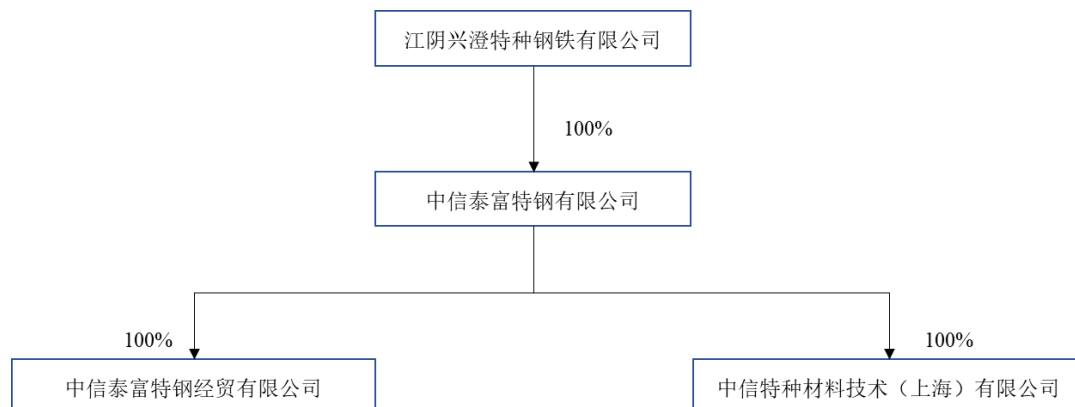 江阴兴澄特种钢铁有限公司
100%
中信泰富特钢有限公司
100%
100%
中信泰富特钢经贸有限公司
中信特种材料技术（上海）有限公司